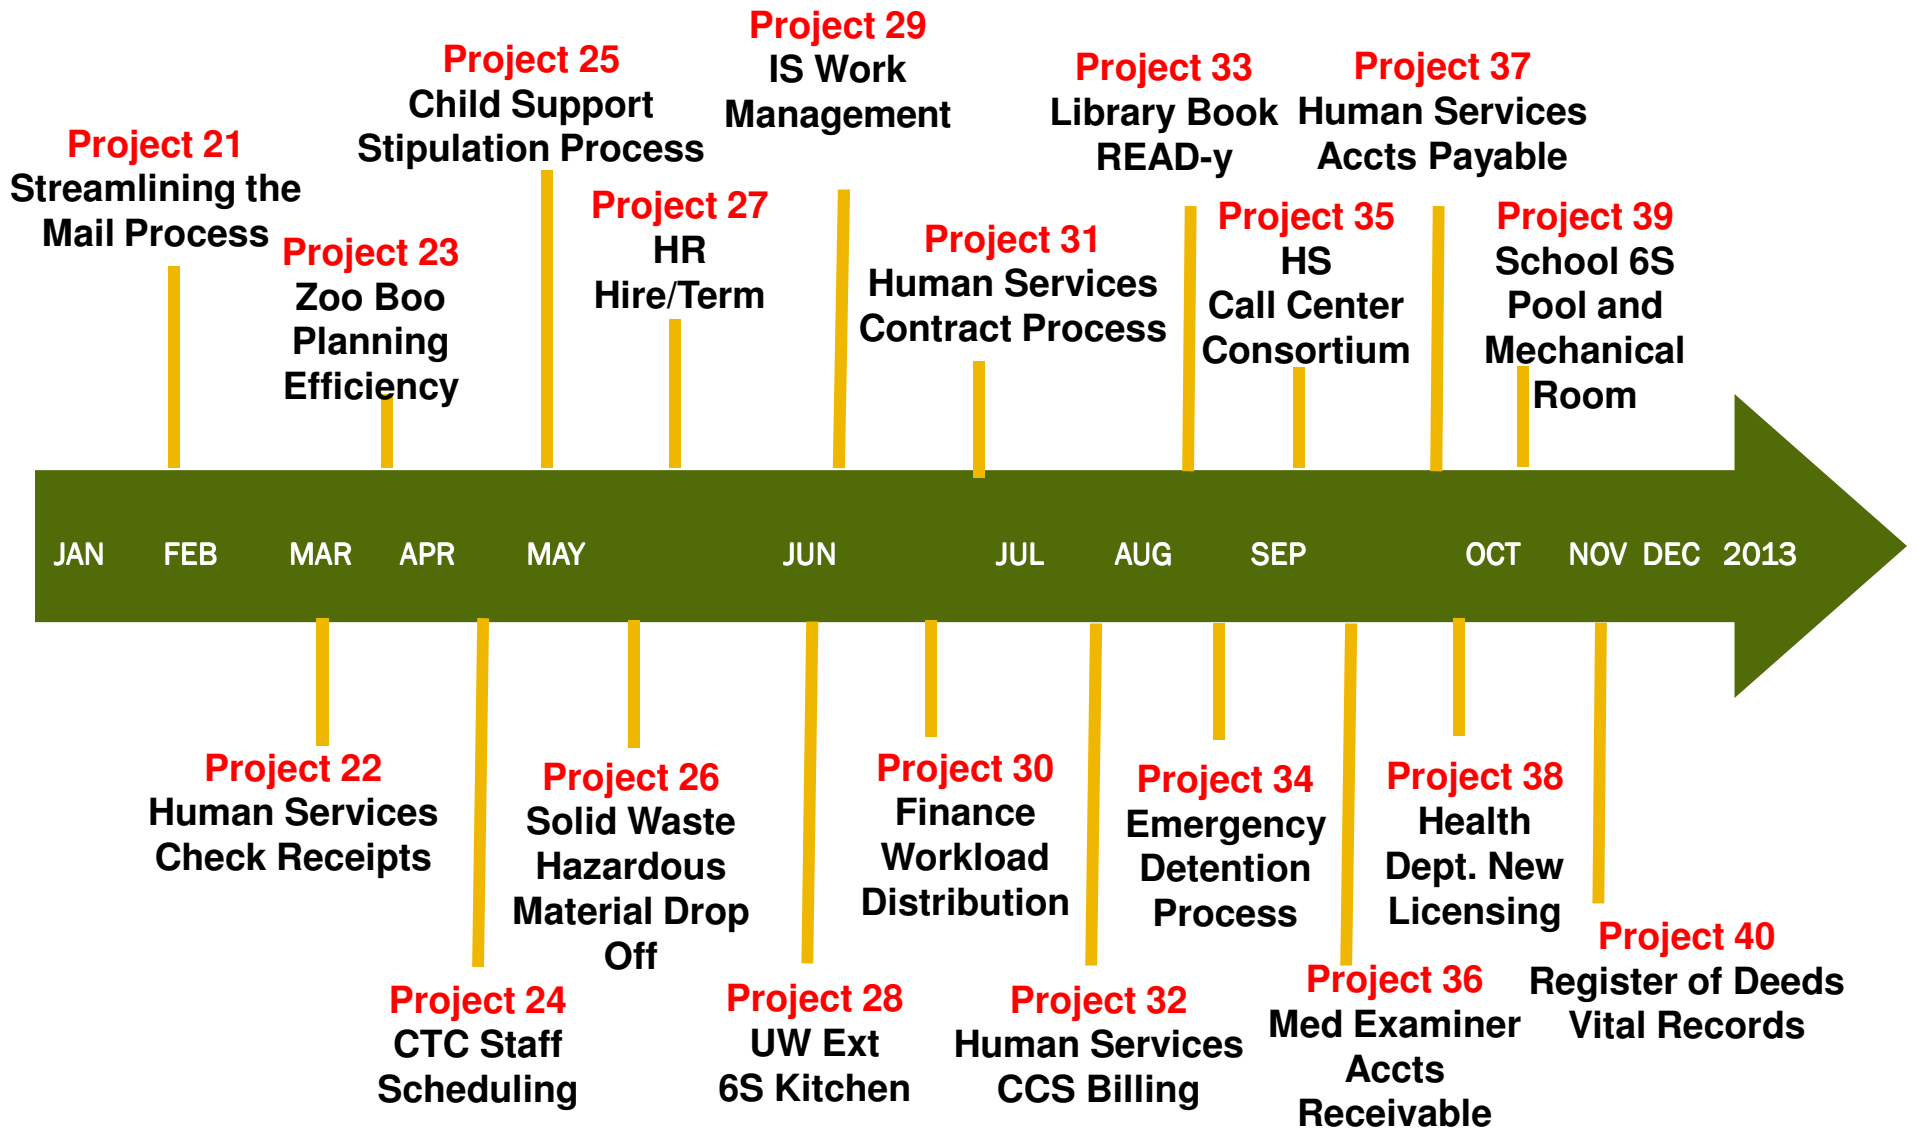 Project 21
Streamlining the
Mail Process
Project 23
Zoo Boo
Planning
Efficiency
Project 25
Child Support
Stipulation Process
Project 27
HR
Hire/Term
Project 29
IS Work
Management
Project 31
Human Services
Contract Process
Project 33
Library Book
READ-y
Project 35
HS
Call Center
Consortium
Project 37
Human Services
Accts Payable
Project 39
School 6S
Pool and
Mechanical
Room
JAN FEB MAR APR MAY JUN JUL AUG SEP OCT NOV DEC 2013
Project 22
Human Services
Check Receipts
Project 24
CTC Staff
Scheduling
Project 26
Solid Waste
Hazardous
Material Drop
Off
Project 28
UW Ext
6S Kitchen
Project 30
Finance
Workload
Distribution
Project 32
Human Services
CCS Billing
Project 34
Emergency
Detention
Process
Project 36
Med Examiner
Accts
Receivable
Project 38
Health
Dept. New
Licensing
Project 40
Register of Deeds
Vital Records